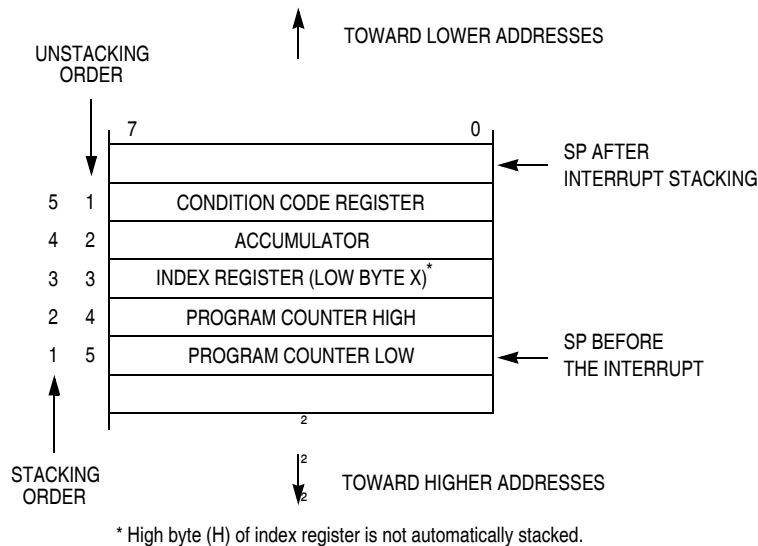 TOWARD LOWER ADDRESSES
UNSTACKING
ORDER
7 0
SP AFTER
INTERRUPT STACKING
5 1 CONDITION CODE REGISTER
4 2 ACCUMULATOR
3 3 INDEX REGISTER (LOW BYTE X)*
2 4 PROGRAM COUNTER HIGH
1 5 PROGRAM COUNTER LOW
SP BEFORE
THE INTERRUPT
2
2
2
STACKING
ORDER
TOWARD HIGHER ADDRESSES
* High byte (H) of index register is not automatically stacked.